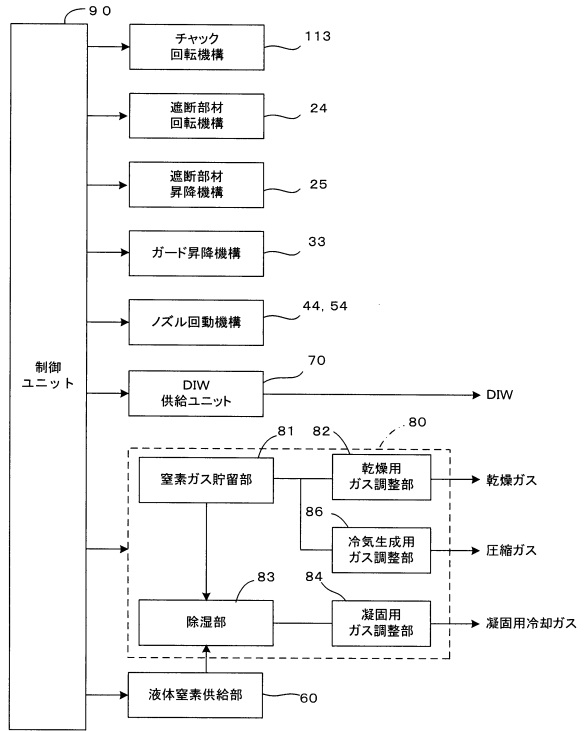 ９０
チャック
回転機構
113
遮断部材
回転機構
24
遮断部材
昇降機構
25
ガード昇降機構
33
ノズル回動機構
44, 54
制御
ユニット
DIW
供給ユニット
70
DIW
80
窒素ガス貯留部
81
乾燥用
ガス調整部
82
乾燥ガス
冷気生成用
ガス調整部
86
圧縮ガス
除湿部
83
凝固用
ガス調整部
84
凝固用冷却ガス
液体窒素供給部
60